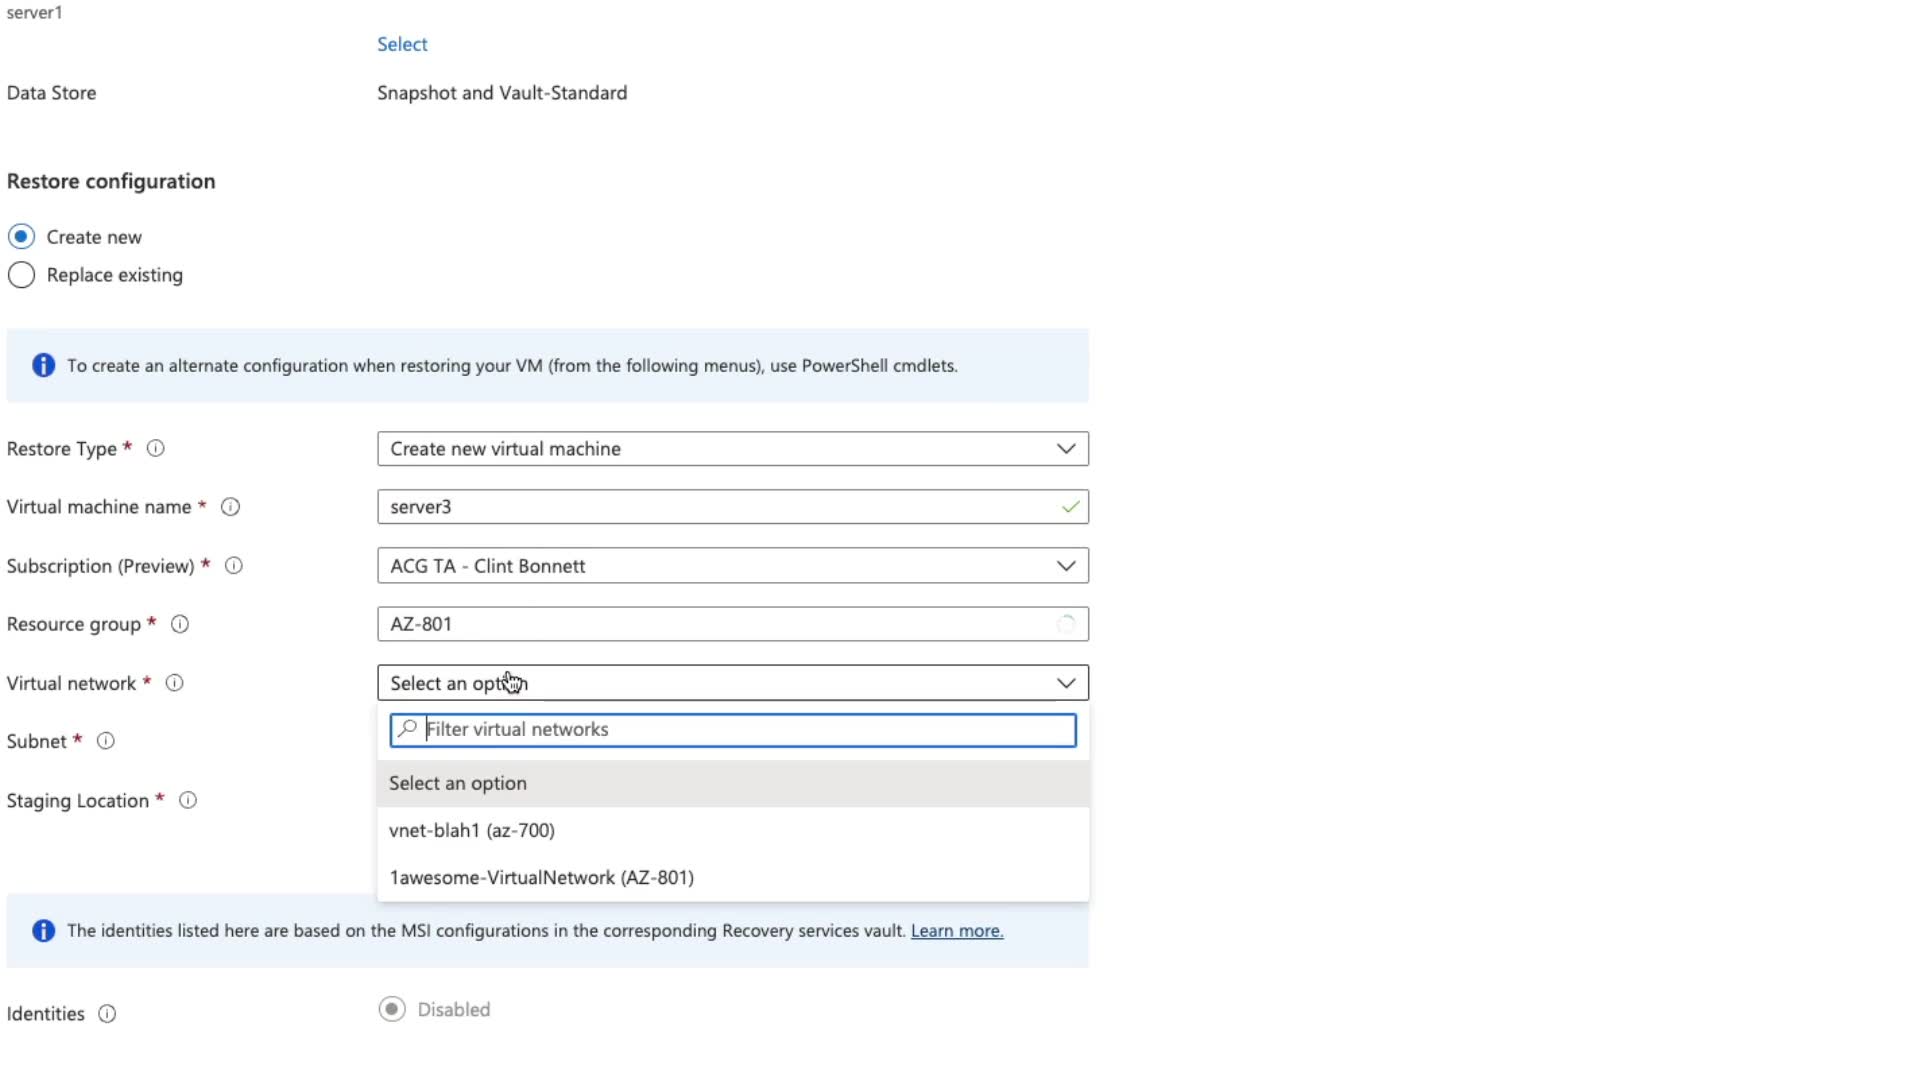 server1
Select
Data Store
Snapshot and Vault-Standard
Restore configuration
Create new
Replace existing
To create an alternate configuration when restoring your VM (from the following menus), use PowerShell cmdlets.
Restore Type *
Create new virtual machine
Virtual machine name *
server3
Subscription (Preview) *
ACG TA - Clint Bonnett
Resource group *
AZ-801
Virtual network *
Select an option
Filter virtual networks
Subnet *
Select an option
Staging Location *
vnet-blah1 (az-700)
1awesome-VirtualNetwork (AZ-801)
The identities listed here are based on the MSI configurations in the corresponding Recovery services vault. Learn more.
Identities
Disabled